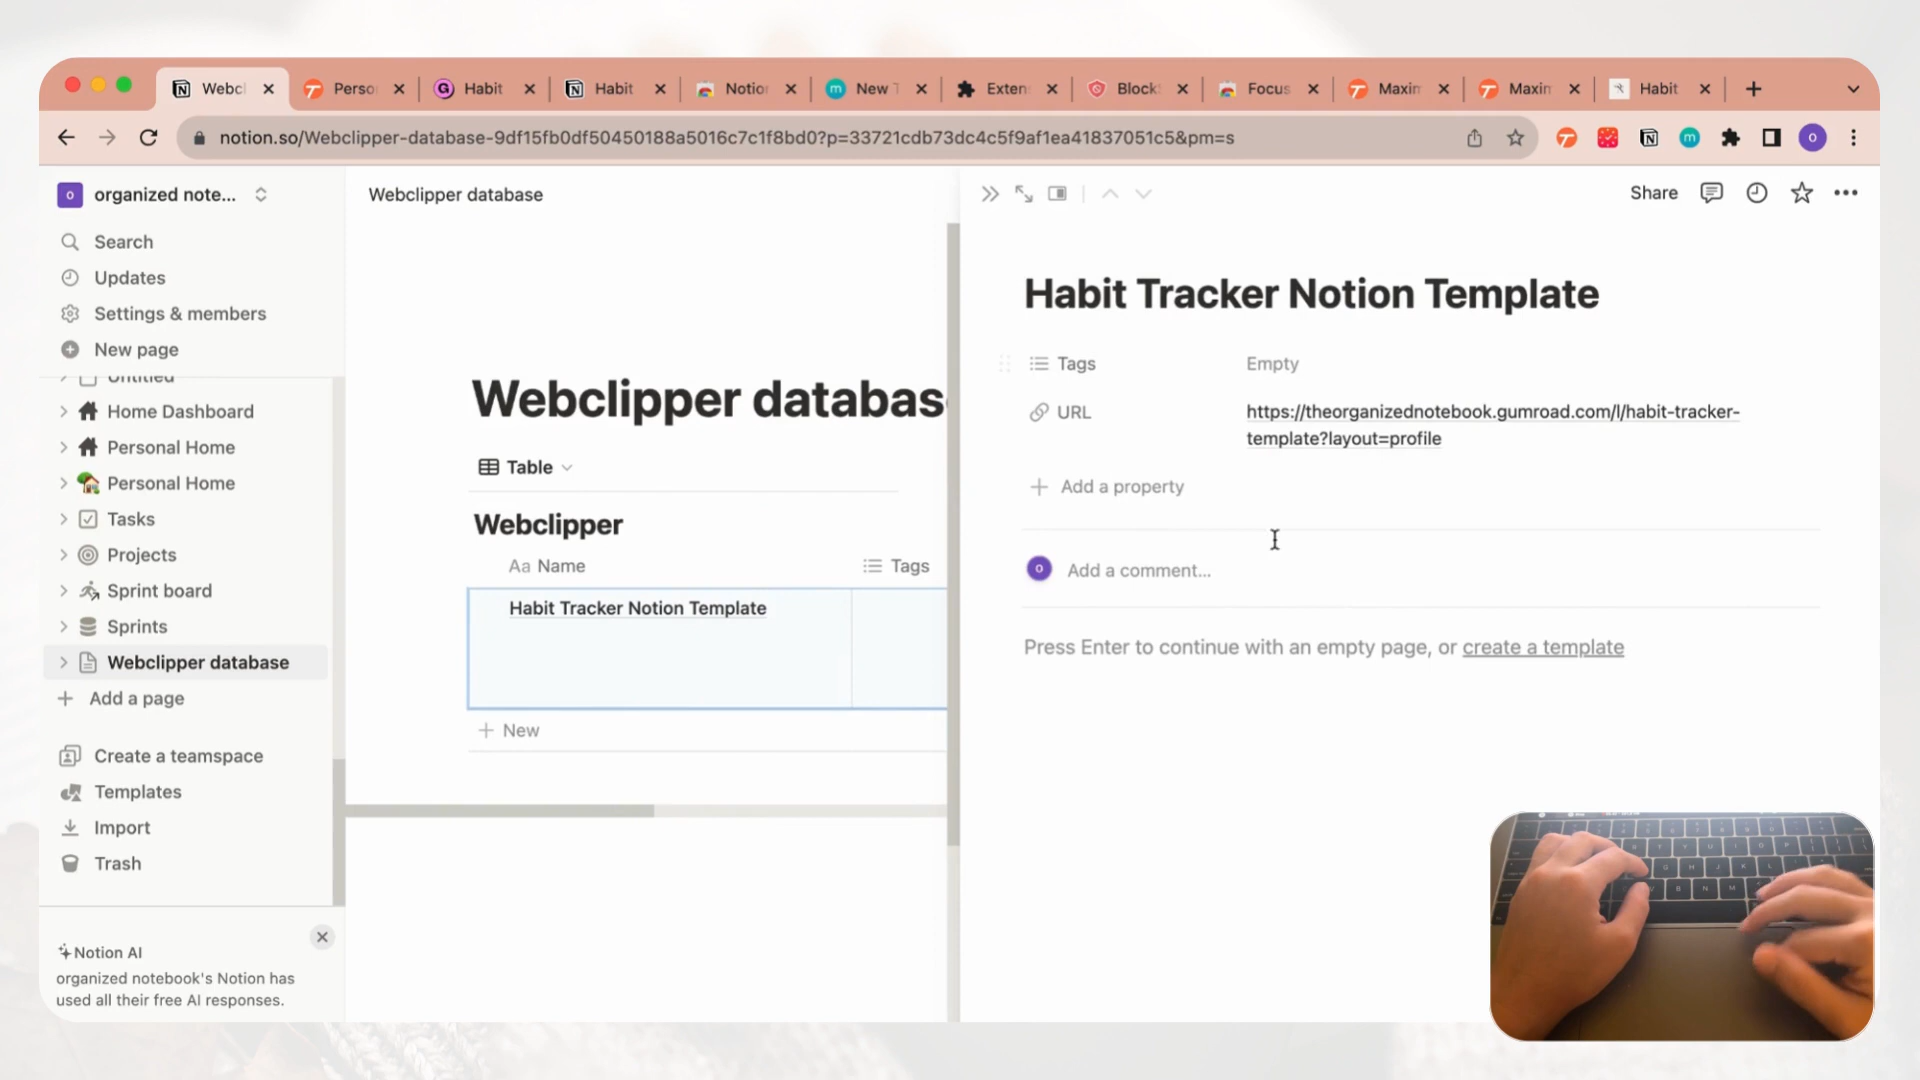 Webcl
Perso
Habit
Habit
Notion
New T
Exten
Block
Focus
Maxim
Maxim
Habit
notion.so/Webclipper-database-9df15fb0df50450188a5016c7c1f8bd0?p=33721cdb73dc4c5f9af1ea41837051c5&pm=s
organized note...
Search
Updates
Settings & members
New page
Untitled
Home Dashboard
Personal Home
Personal Home
Tasks
Projects
Sprint board
Sprints
Webclipper database
Add a page
Create a teamspace
Templates
Import
Trash
Notion AI
organized notebook's Notion has
used all their free AI responses.
Webclipper database
Webclipper databas
Table
Webclipper
Aa Name
Tags
Habit Tracker Notion Template
New
Share
Habit Tracker Notion Template
Tags
Empty
URL
https://theorganizednotebook.gumroad.com/l/habit-tracker-
template?layout=profile
Add a property
Add a comment...
Press Enter to continue with an empty page, or create a template